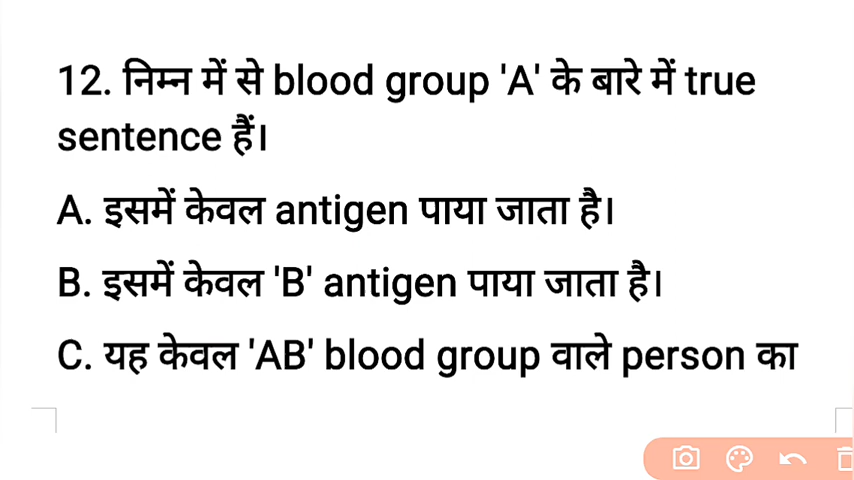 12. निम्न में से blood group 'A' के बारे में true
sentence हैं।
A. इसमें केवल antigen पाया जाता है।
B. इसमें केवल 'B' antigen पाया जाता है।
C. यह केवल 'AB' blood group वाले person का